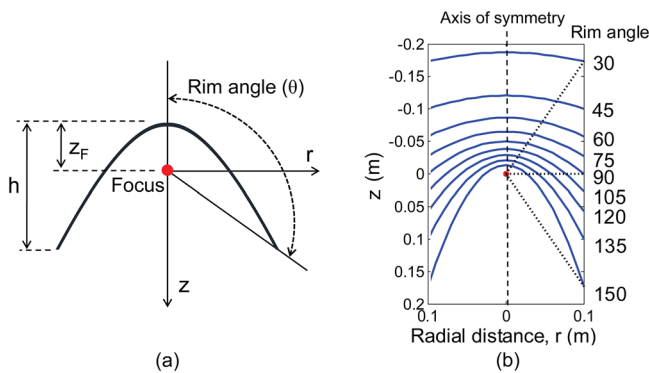 Rim angle (θ)
z_F
h
r
Focus
z
(a)
Axis of symmetry
Rim angle
-0.2
-0.15
-0.1
-0.05
0
0.05
0.1
0.15
0.2
z (m)
30
45
60
75
90
105
120
135
150
0.1
0
0.1
Radial distance, r (m)
(b)